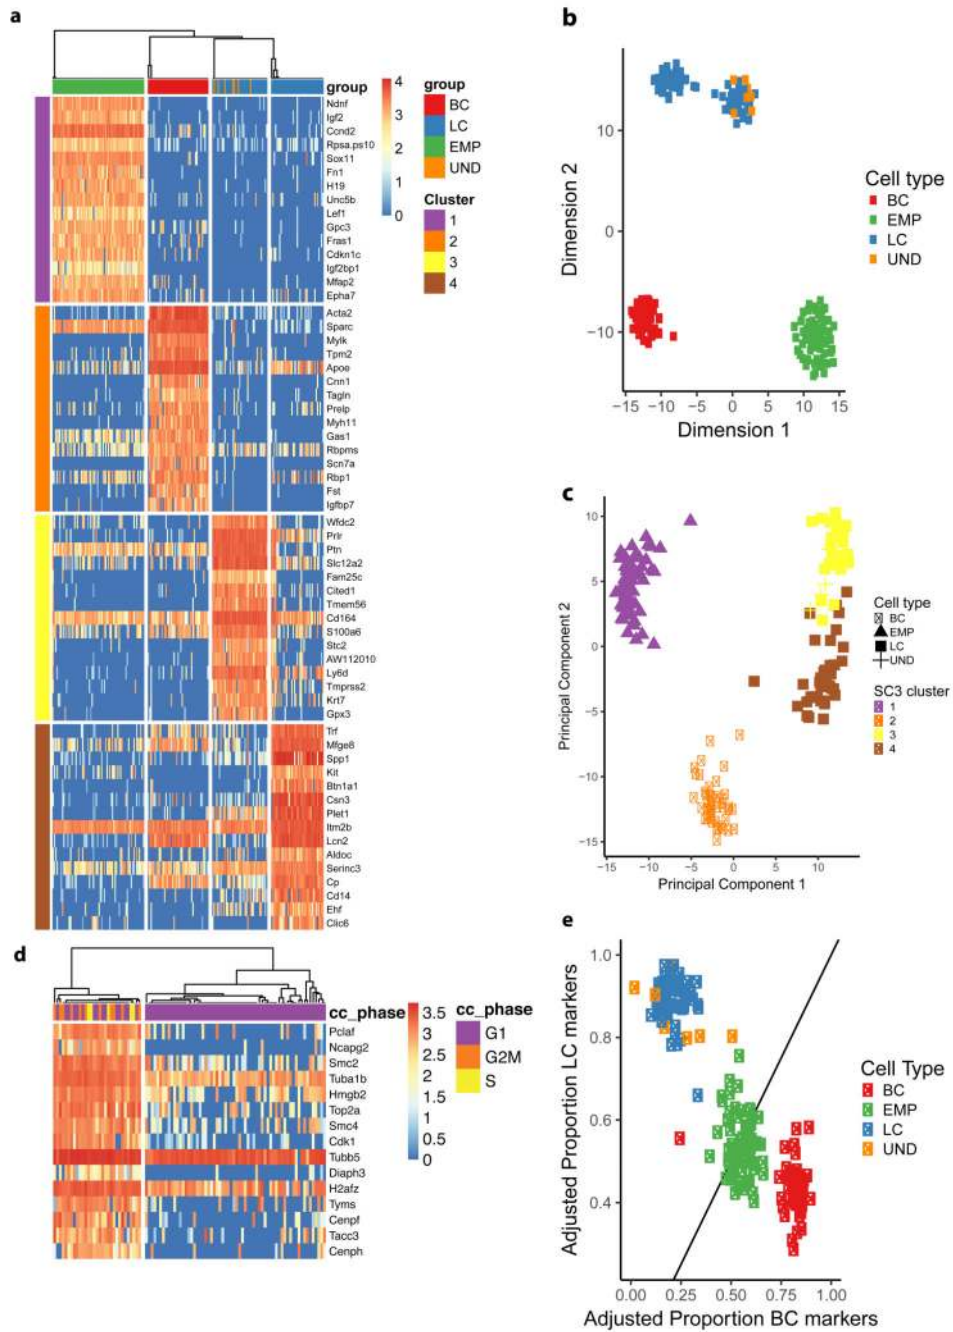 a
group
Ndnf
Igf2
Ccnd2
Rpsa.ps10
Sox11
Fn1
H19
Unc5b
Lef1
Gpc3
Fras1
Cdkn1c
Igf2bp1
Mfap2
Epha7
Acta2
Sparc
Mylk
Tpm2
Apoe
Cnn1
Tagln
Prelp
Myh11
Gas1
Rbpms
Scn7a
Rbp1
Fst
Igfbp7
Wfdc2
Prlr
Ptn
Slc12a2
Fam25c
Cited1
Tmem56
Cd164
S100a6
Stc2
AW112010
Ly6d
Tmprss2
Krt7
Gpx3
Trf
Mfge8
Spp1
Kit
Btn1a1
Csn3
Plet1
Itm2b
Lcn2
Aldoc
Serinc3
Cp
Cd14
Ehf
Clic6
4
3
2
1
0
group
BC
LC
EMP
UND
Cluster
1
2
3
4
b
Dimension 2
10
0
−10
−15 −10 −5 0 5 10 15
Dimension 1
Cell type
BC
EMP
LC
UND
c
Principal Component 2
10
5
0
−5
−10
−15
−15 −10 −5 0 5 10
Principal Component 1
Cell type
BC
EMP
LC
UND
SC3 cluster
1
2
3
4
d
cc_phase
Pclaf
Ncapg2
Smc2
Tuba1b
Hmgb2
Top2a
Smc4
Cdk1
Tubb5
Diaph3
H2afz
Tyms
Cenpf
Tacc3
Cenph
3.5
3
2.5
2
1.5
1
0.5
0
cc_phase
G1
G2M
S
e
Adjusted Proportion LC markers
1.0
0.8
0.6
0.4
0.00 0.25 0.50 0.75 1.00
Adjusted Proportion BC markers
Cell Type
BC
EMP
LC
UND